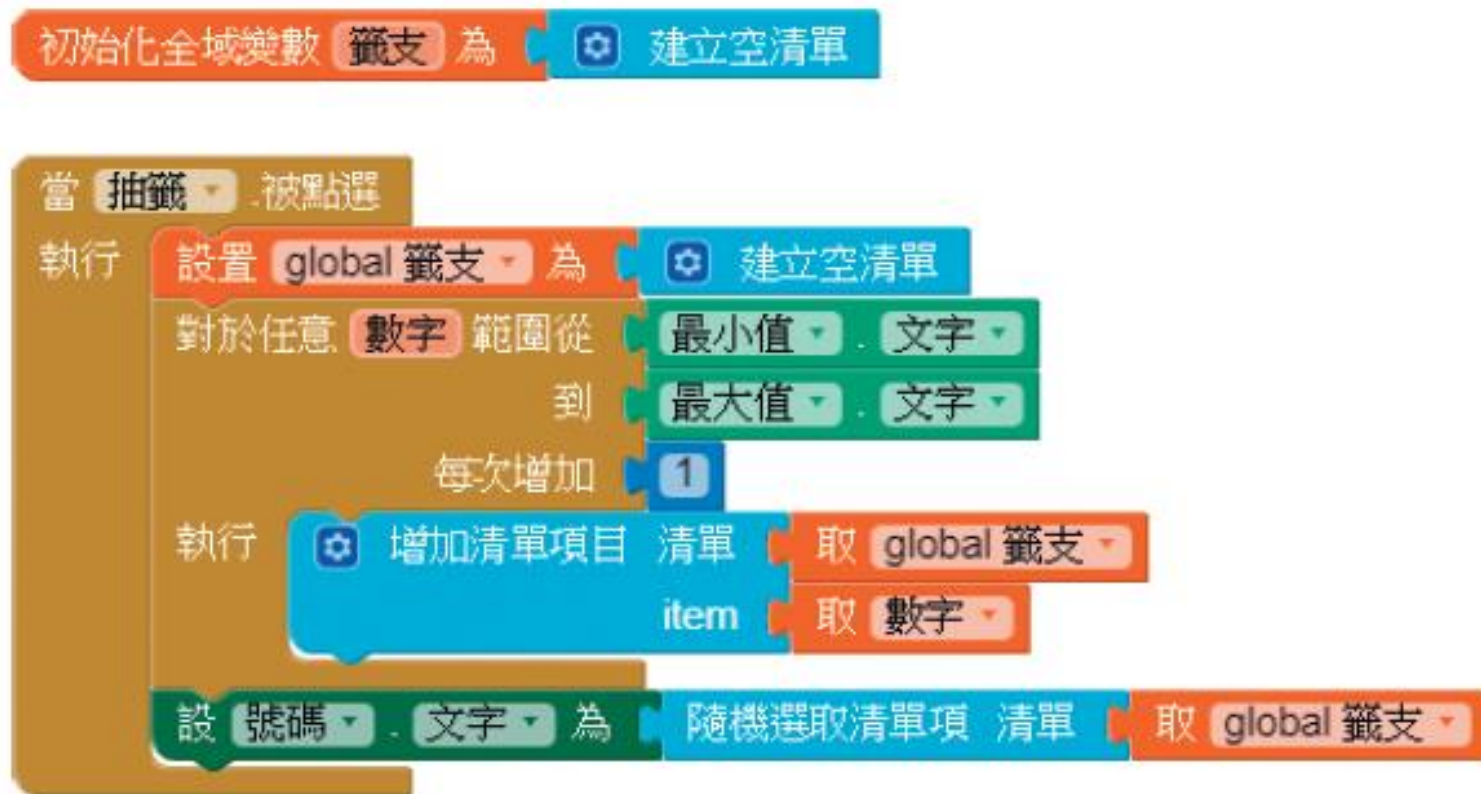 初始化全域變數 籤支 為 建立空清單
當 抽籤 .被點選
執行 設置 global 籤支 為 建立空清單
對於任意 數字 範圍從 最小值 . 文字
到 最大值 . 文字
每次增加 1
執行 增加清單項目 清單 取 global 籤支
item 取 數字
設 號碼 . 文字 為 隨機選取清單項 清單 取 global 籤支